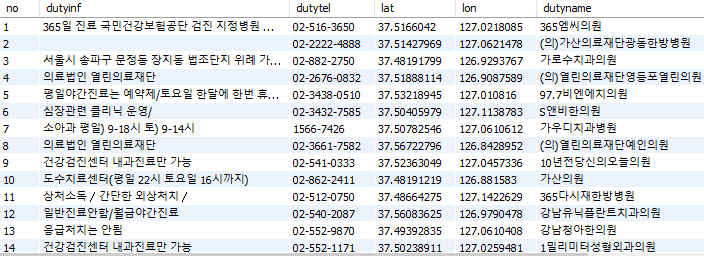 no dutyinf dutytel lat lon dutyname
1 365일 진료 국민건강보험공단 검진 지정병원 ... 02-516-3650 37.5166042 127.0218085 365엠씨의원
2 02-2222-4888 37.51427969 127.0621478 (의)가산의료재단광동한방병원
3 서울시 송파구 문정동 장지동 법조단지 위례 가... 02-882-2750 37.48191799 126.9293767 가로수치과의원
4 의료법인 열린의료재단 02-2676-0832 37.51888114 126.9087589 (의)열린의료재단영등포열린의원
5 평일야간진료는 예약제/토요일 한달에 한번 휴... 02-3438-0510 37.53218945 127.0138816 97.7비엔에치의원
6 심장관련 클리닉 운영/ 02-3432-7585 37.50405979 127.1138783 S앤비한의원
7 소아과 평일) 9-18시 토) 9-14시 1566-7426 37.50782546 127.0610612 가우디치과병원
8 의료법인 열린의료재단 02-3661-7582 37.56722796 126.8428952 (의)열린의료재단예인의원
9 건강검진센터 내과진료만 가능 02-541-0333 37.52363049 127.0457336 10년전당신의오늘의원
10 도수치료센터(평일 22시 토요일 16시까지) 02-862-2411 37.48191219 126.881583 가산의원
11 상처소독 / 간단한 외상처치 / 02-512-0750 37.48664275 127.1422629 365다시재한방병원
12 일반진료안함/월금야간진료 02-540-2087 37.56083625 126.9790478 강남유닉플란트치과의원
13 응급처치는 안됨 02-552-9870 37.49392835 127.0610408 강남청아한의원
14 건강검진센터 내과진료만 가능 02-552-1171 37.50238911 127.0259481 1밀리미터성형외과의원